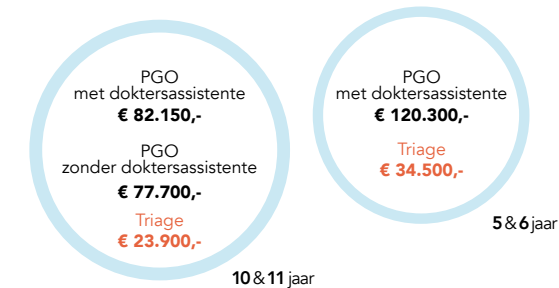 PGO
met doktersassistente
€ 82.150,-
PGO
zonder doktersassistente
€ 77.700,-
Triage
€ 23.900,-
10 & 11 jaar
PGO
met doktersassistente
€ 120.300,-
Triage
€ 34.500,-
5 & 6 jaar